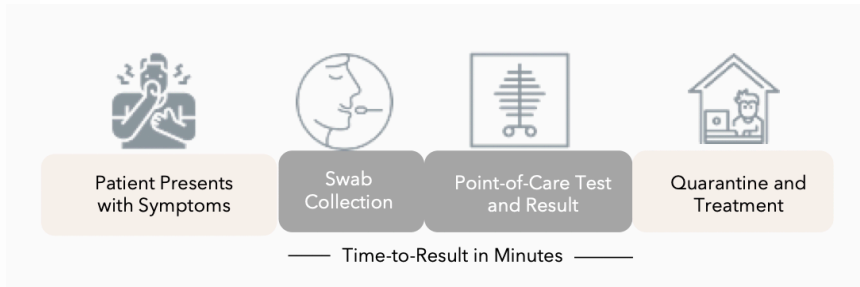 Patient Presents
with Symptoms
Swab
Collection
Point-of-Care Test
and Result
Quarantine and
Treatment
Time-to-Result in Minutes